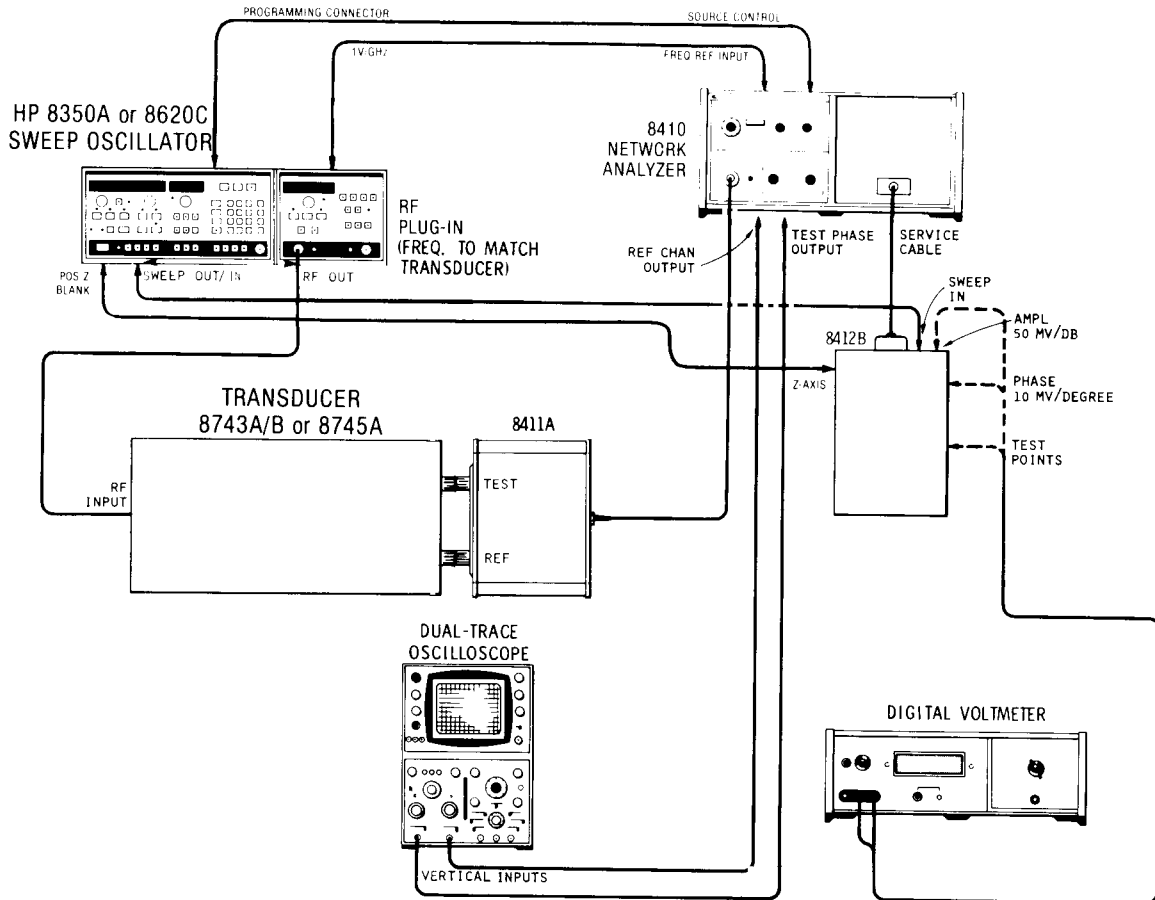 PROGRAMMING CONNECTOR
SOURCE CONTROL
1V/GHZ
FREQ REF INPUT
HP 8350A or 8620C
SWEEP OSCILLATOR
8410
NETWORK
ANALYZER
RF
PLUG-IN
(FREQ. TO MATCH
TRANSDUCER)
POS Z
BLANK
SWEEP OUT/IN
RF OUT
REF CHAN
OUTPUT
TEST PHASE
OUTPUT
SERVICE
CABLE
SWEEP
IN
AMPL
50 MV/DB
8412B
Z-AXIS
PHASE
10 MV/DEGREE
TEST
POINTS
TRANSDUCER
8743A/B or 8745A
8411A
RF
INPUT
TEST
REF
DUAL-TRACE
OSCILLOSCOPE
DIGITAL VOLTMETER
VERTICAL INPUTS